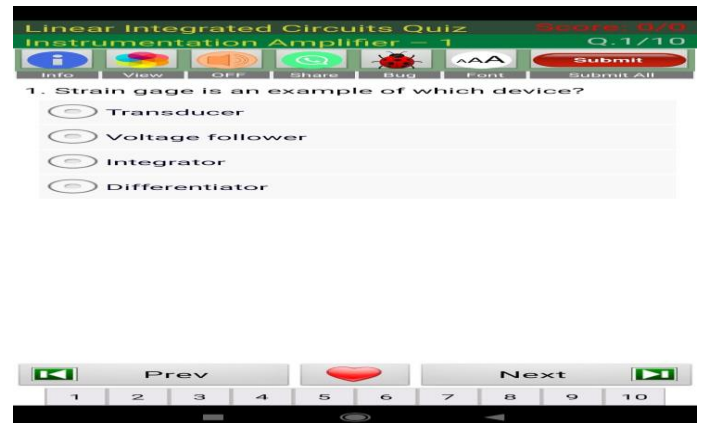 Linear Integrated Circuits Quiz Score: 0/0
Instrumentation Amplifier – 1 Q.1/10
AAA Submit
Info View OFF Share Bug Font Submit All
1. Strain gage is an example of which device?
Transducer
Voltage follower
Integrator
Differentiator
Prev Next
1 2 3 4 5 6 7 8 9 10